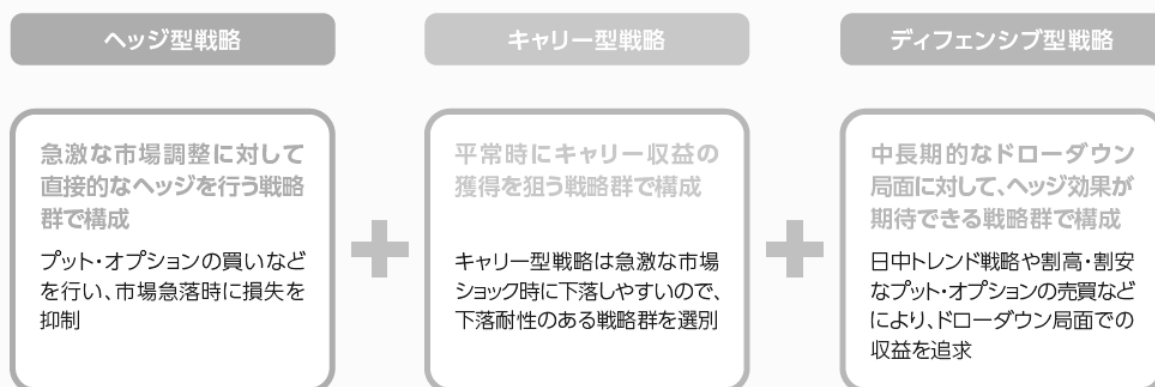 ヘッジ型戦略
急激な市場調整に対して
直接的なヘッジを行う戦略
群で構成
プット・オプションの買いなど
を行い、市場急落時に損失を
抑制
キャリー型戦略
平常時にキャリー収益の
獲得を狙う戦略群で構成
キャリー型戦略は急激な市場
ショック時に下落しやすいので、
下落耐性のある戦略群を選別
ディフェンシブ型戦略
中長期的なドローダウン
局面に対して、ヘッジ効果が
期待できる戦略群で構成
日中トレンド戦略や割高・割安
なプット・オプションの売買など
により、ドローダウン局面での
収益を追求